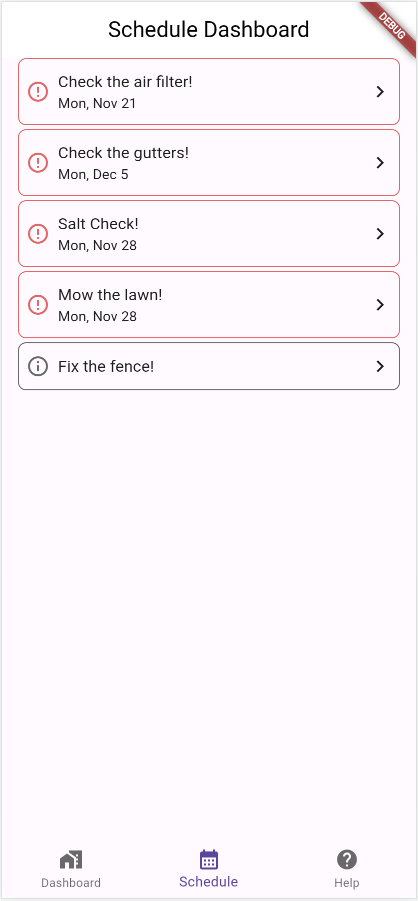 Schedule Dashboard
DEBUG
Check the air filter!
Mon, Nov 21
Check the gutters!
Mon, Dec 5
Salt Check!
Mon, Nov 28
Mow the lawn!
Mon, Nov 28
Fix the fence!
Dashboard
Schedule
Help